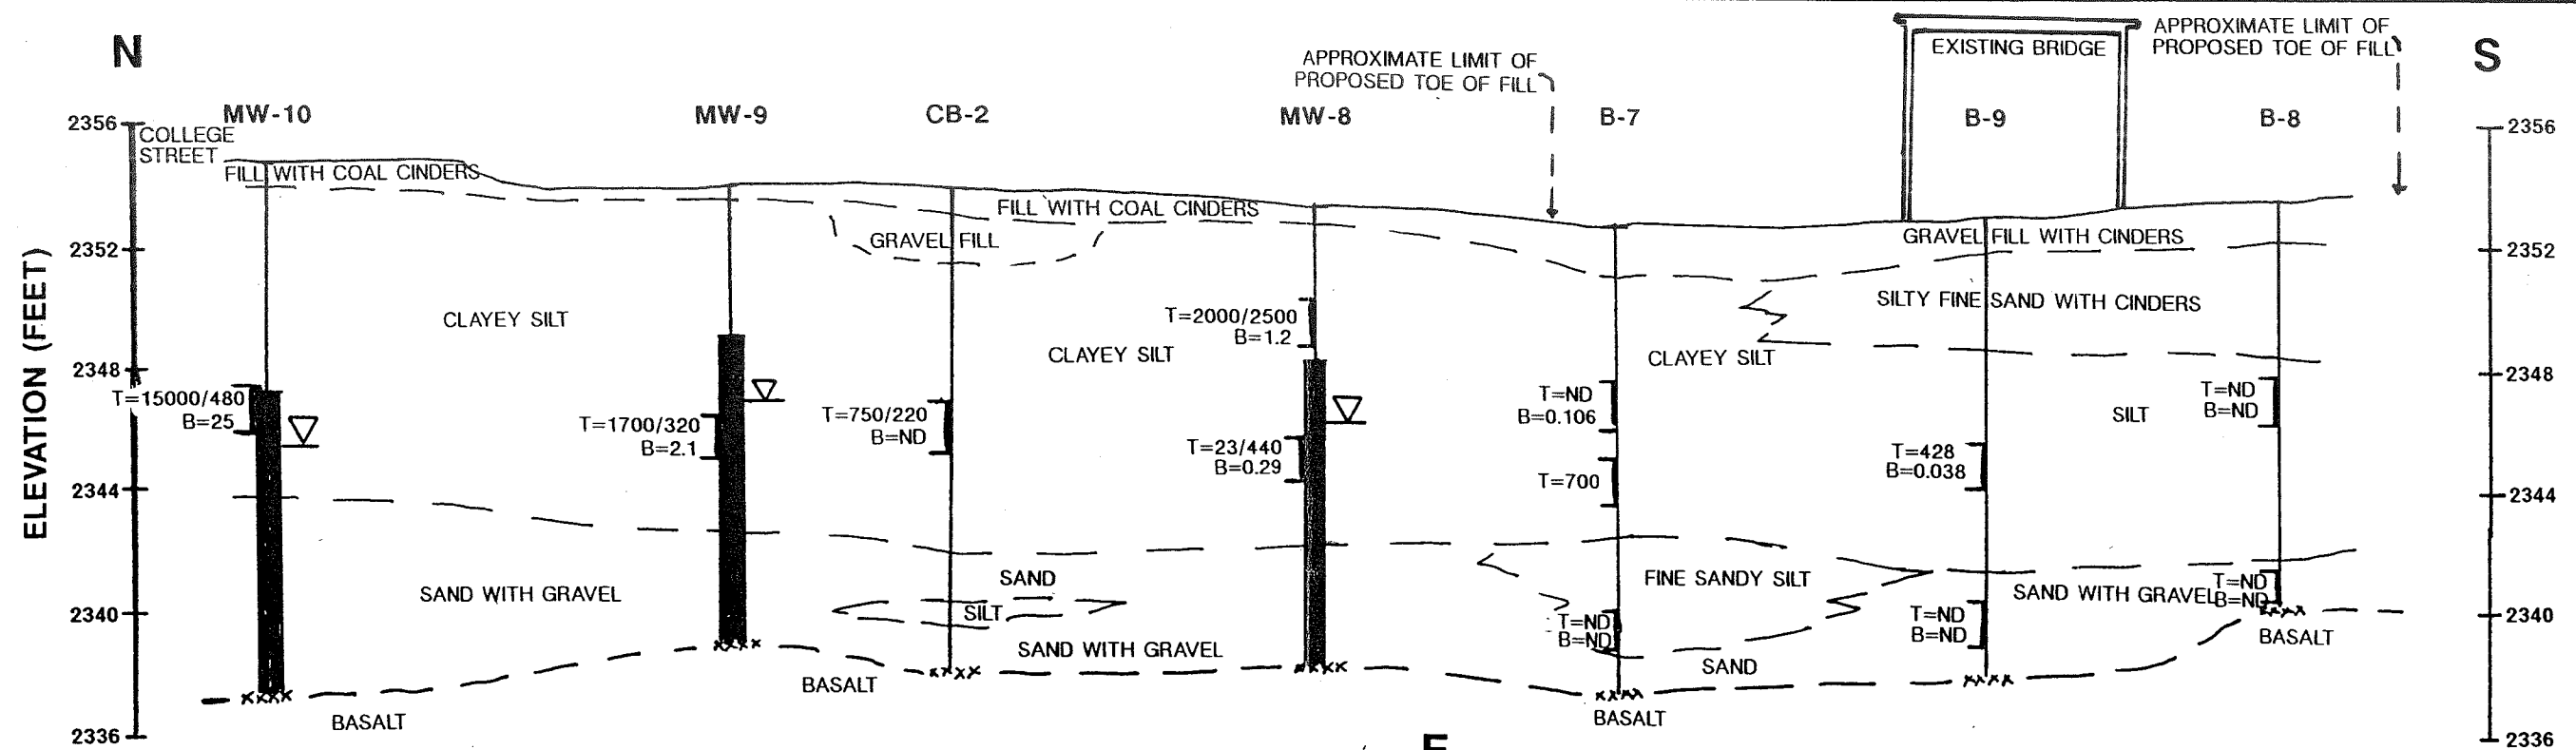 N
S
APPROXIMATE LIMIT OF
PROPOSED TOE OF FILL
EXISTING BRIDGE
APPROXIMATE LIMIT OF
PROPOSED TOE OF FILL
MW-10
MW-9
CB-2
MW-8
B-7
B-9
B-8
ELEVATION (FEET)
2356
2352
2348
2344
2340
2336
COLLEGE
STREET
FILL WITH COAL CINDERS
FILL WITH COAL CINDERS
GRAVEL FILL
GRAVEL FILL WITH CINDERS
SILTY FINE SAND WITH CINDERS
CLAYEY SILT
CLAYEY SILT
CLAYEY SILT
SILT
T=15000/480
B=25
T=1700/320
B=2.1
T=750/220
B=ND
T=2000/2500
B=1.2
T=23/440
B=0.29
T=ND
B=0.106
T=700
T=428
B=0.038
T=ND
B=ND
SAND WITH GRAVEL
SAND
SILT
SAND WITH GRAVEL
FINE SANDY SILT
T=ND
B=ND
SAND
T=ND
B=ND
SAND WITH GRAVEL
T=ND
B=ND
BASALT
BASALT
BASALT
BASALT
2356
2352
2348
2344
2340
2336